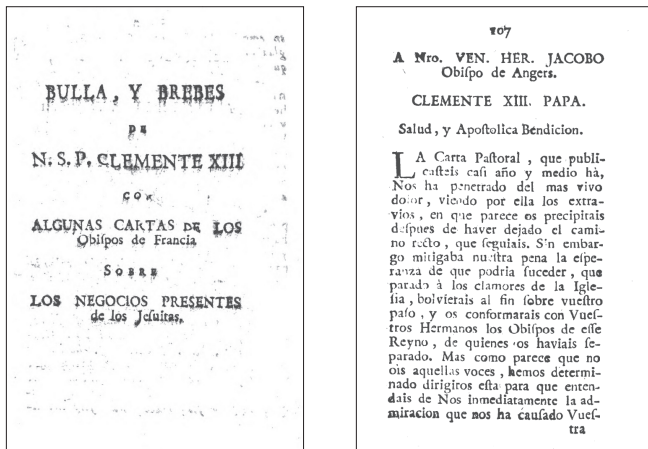 BULLA, Y BREBES
DE
N. S. P. CLEMENTE XIII
CON
ALGUNAS CARTAS DE LOS
Obiſpos de Francia
SOBRE
LOS NEGOCIOS PRESENTES
de los Jeſuitas.
107
A Nro. VEN. HER. JACOBO
Obiſpo de Angers.
CLEMENTE XIII. PAPA.
Salud, y Apoſtolica Bendicion.
LA Carta Paſtoral, que publi-
caſteis caſi año y medio hà,
Nos ha penetrado del mas vivo
dolor, viendo por ella los extra-
vios, en que parece os precipitais
deſpues de haver dejado el cami-
no recto, que ſeguiais. Sin embar-
go mitigaba nueſtra pena la eſpe-
ranza de que podria ſuceder, que
parado à los clamores de la Igle-
ſia, bolvierais al fin ſobre vueſtro
paſo, y os conformarais con Vueſ-
tros Hermanos los Obiſpos de eſſe
Reyno, de quienes os haviais ſe-
parado. Mas como parece que no
ois aquellas voces, hemos determi-
nado dirigiros eſta para que enten-
dais de Nos inmediatamente la ad-
miracion que nos ha cauſado Vueſ-
tra